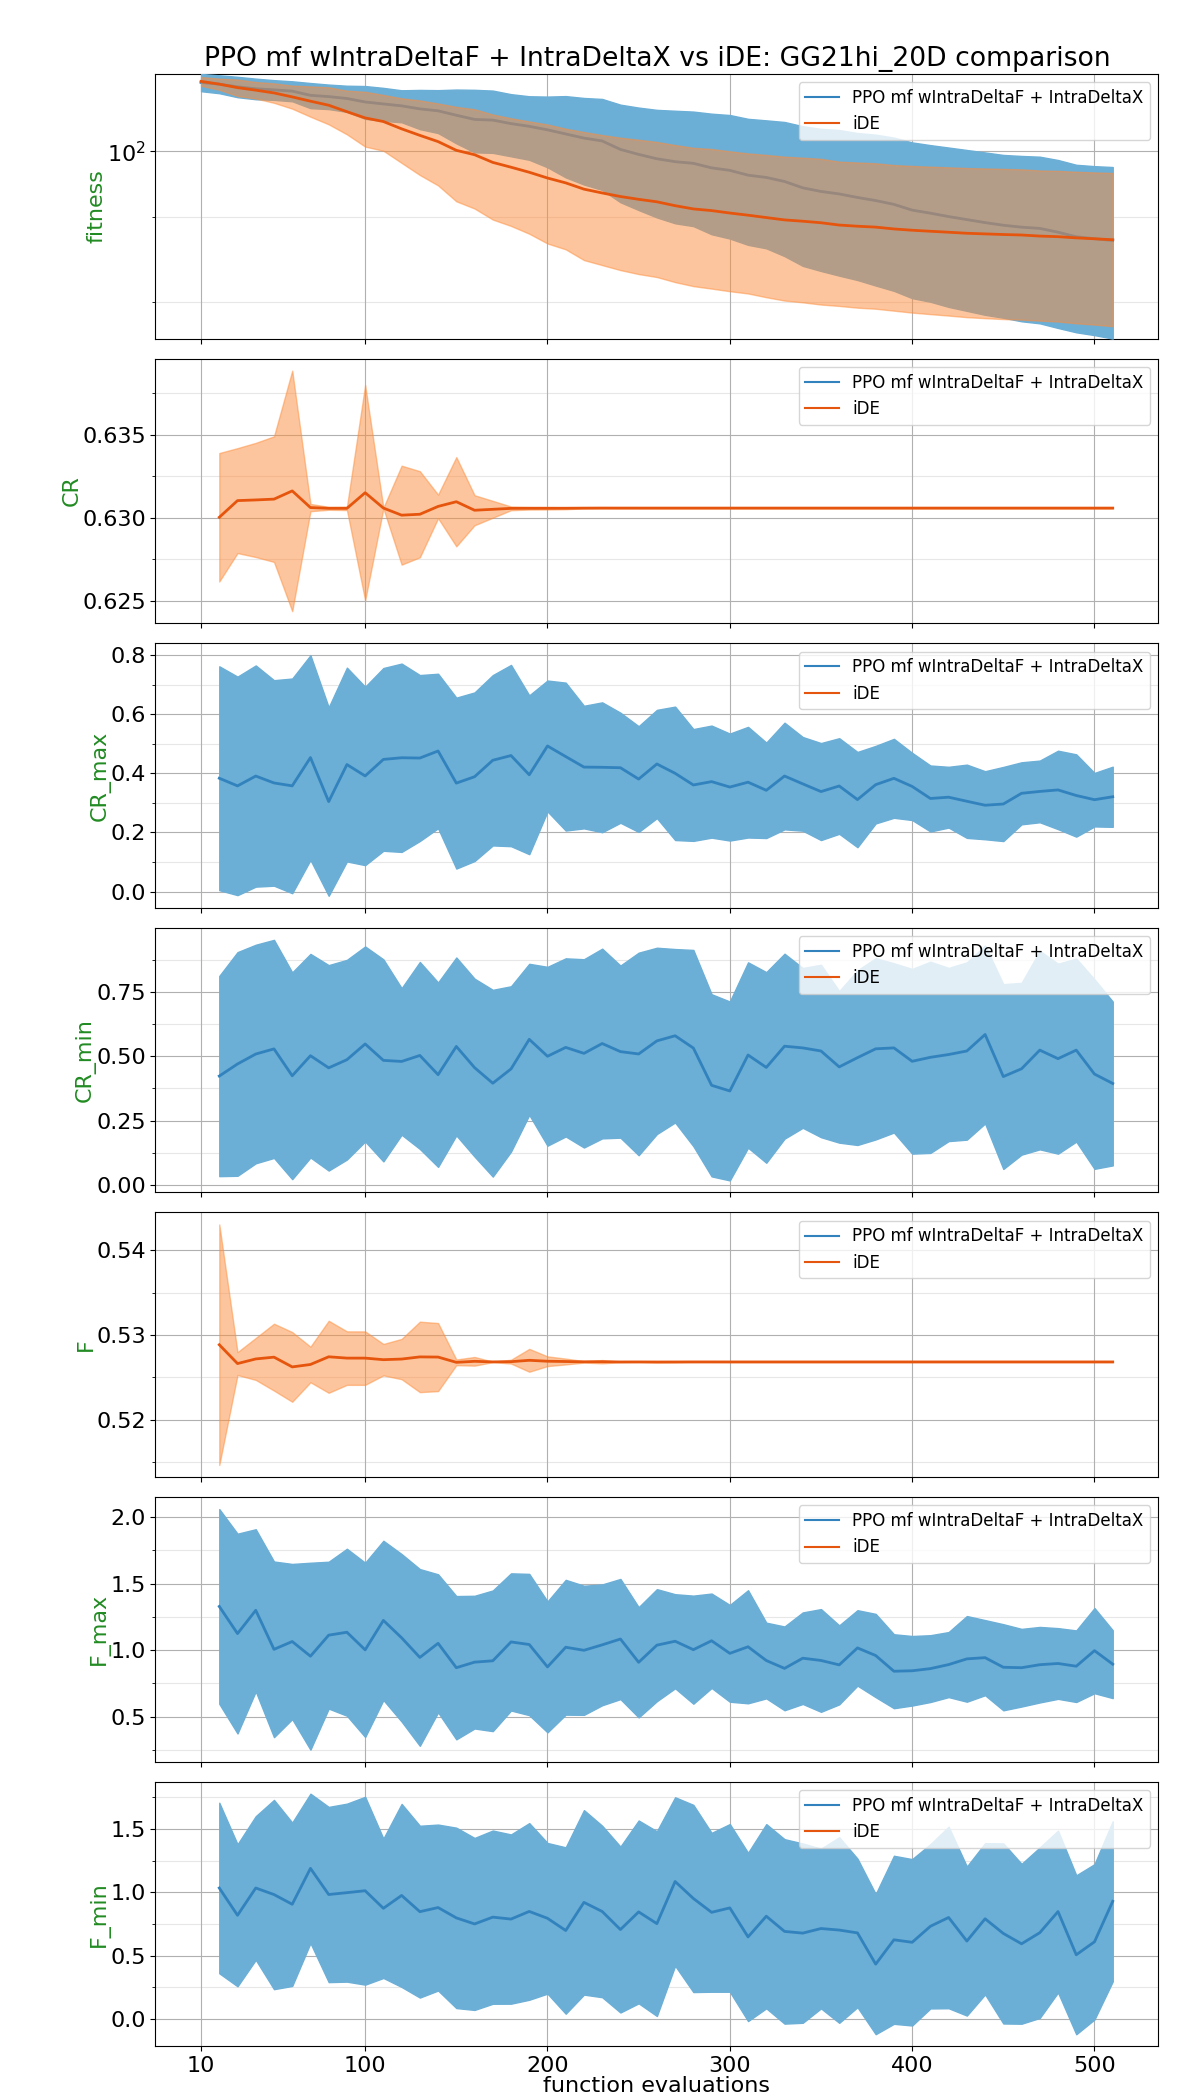 PPO mf wIntraDeltaF + IntraDeltaX vs iDE: GG21hi_20D comparison
PPO mf wIntraDeltaF + IntraDeltaX
iDE
10²
fitness
PPO mf wIntraDeltaF + IntraDeltaX
iDE
0.635
0.630
0.625
CR
PPO mf wIntraDeltaF + IntraDeltaX
iDE
0.8
0.6
0.4
0.2
0.0
CR_max
PPO mf wIntraDeltaF + IntraDeltaX
iDE
0.75
0.50
0.25
0.00
CR_min
PPO mf wIntraDeltaF + IntraDeltaX
iDE
0.54
0.53
0.52
F
PPO mf wIntraDeltaF + IntraDeltaX
iDE
2.0
1.5
1.0
0.5
F_max
PPO mf wIntraDeltaF + IntraDeltaX
iDE
1.5
1.0
0.5
0.0
F_min
10 100 200 300 400 500
function evaluations